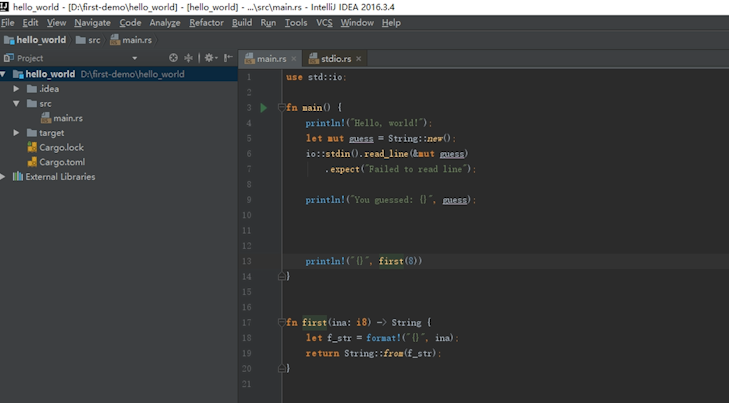 hello_world - [D:\first-demo\hello_world] - [hello_world] - ...\src\main.rs - IntelliJ IDEA 2016.3.4
File Edit View Navigate Code Analyze Refactor Build Run Tools VCS Window Help
hello_world src main.rs
Project
main.rs stdio.rs
hello_world D:\first-demo\hello_world
.idea
src
main.rs
target
Cargo.lock
Cargo.toml
External Libraries
1 use std::io;
2
3 fn main() {
4 println!("Hello, world!");
5 let mut guess = String::new();
6 io::stdin().read_line(&mut guess)
7 .expect("Failed to read line");
8
9 println!("You guessed: {}", guess);
10
11
12
13 println!("{}", first(8))
14 }
15
16
17 fn first(ina: i8) -> String {
18 let f_str = format!("{}", ina);
19 return String::from(f_str);
20 }
21